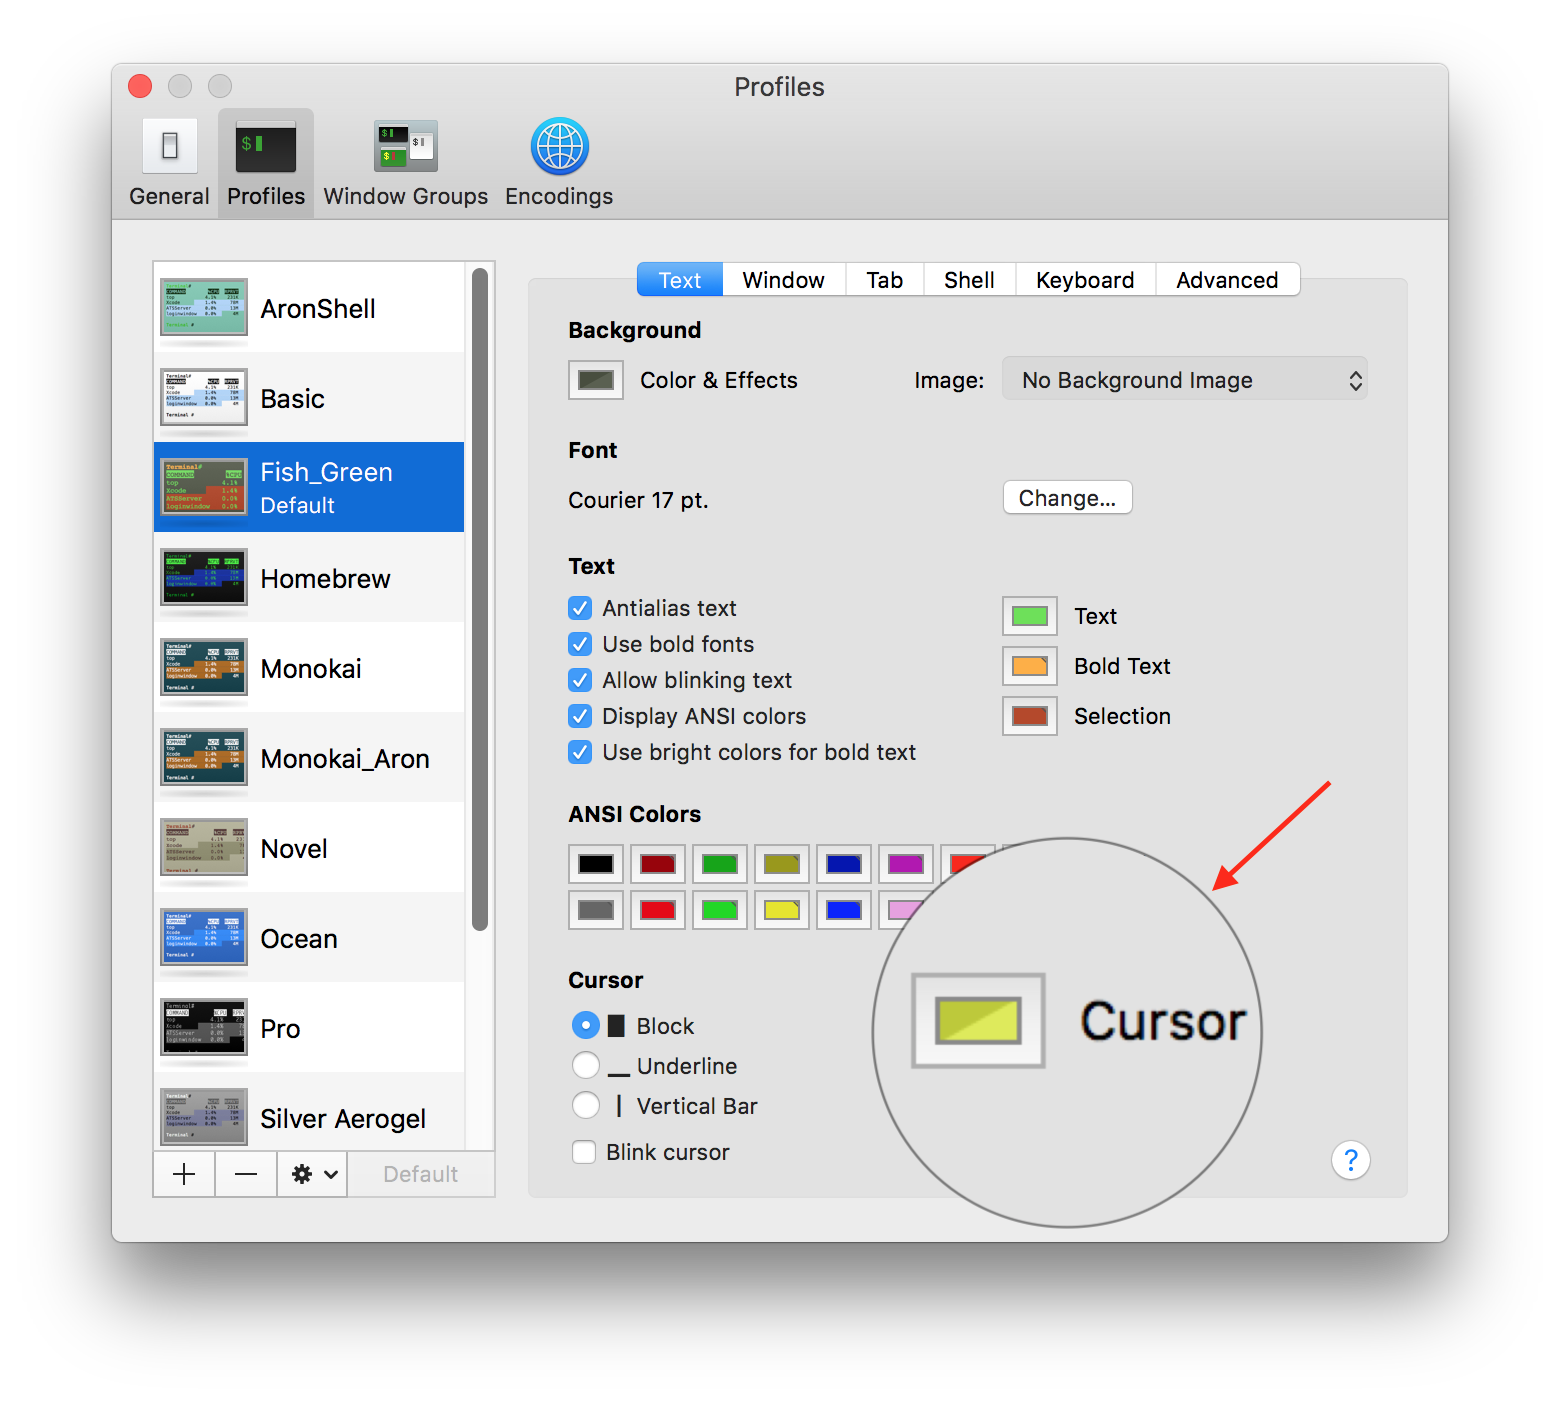 Profiles
General
Profiles
Window Groups
Encodings
AronShell
Basic
Fish_Green
Default
Homebrew
Monokai
Monokai_Aron
Novel
Ocean
Pro
Silver Aerogel
Default
Text
Window
Tab
Shell
Keyboard
Advanced
Background
Color & Effects
Image:
No Background Image
Font
Courier 17 pt.
Change...
Text
Antialias text
Use bold fonts
Allow blinking text
Display ANSI colors
Use bright colors for bold text
Text
Bold Text
Selection
ANSI Colors
Cursor
Block
Underline
Vertical Bar
Blink cursor
Cursor
?